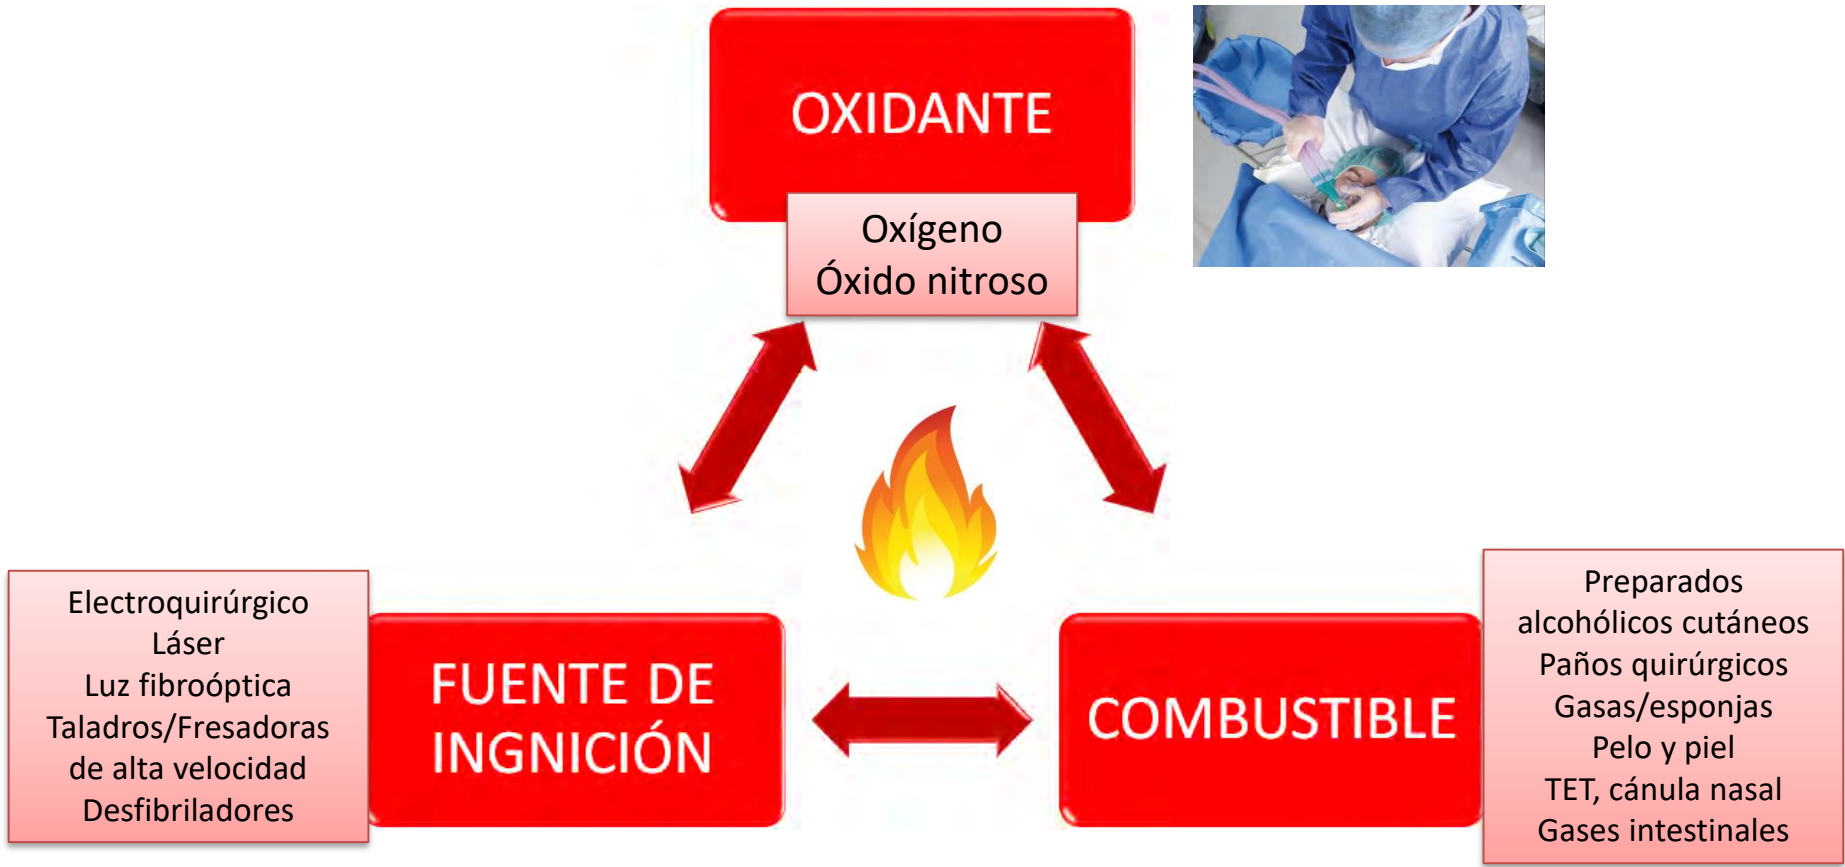 OXIDANTE
Oxígeno
Óxido nitroso
Electroquirúrgico
Láser
Luz fibroóptica
Taladros/Fresadoras
de alta velocidad
Desfibriladores
FUENTE DE
INGNICIÓN
COMBUSTIBLE
Preparados
alcohólicos cutáneos
Paños quirúrgicos
Gasas/esponjas
Pelo y piel
TET, cánula nasal
Gases intestinales